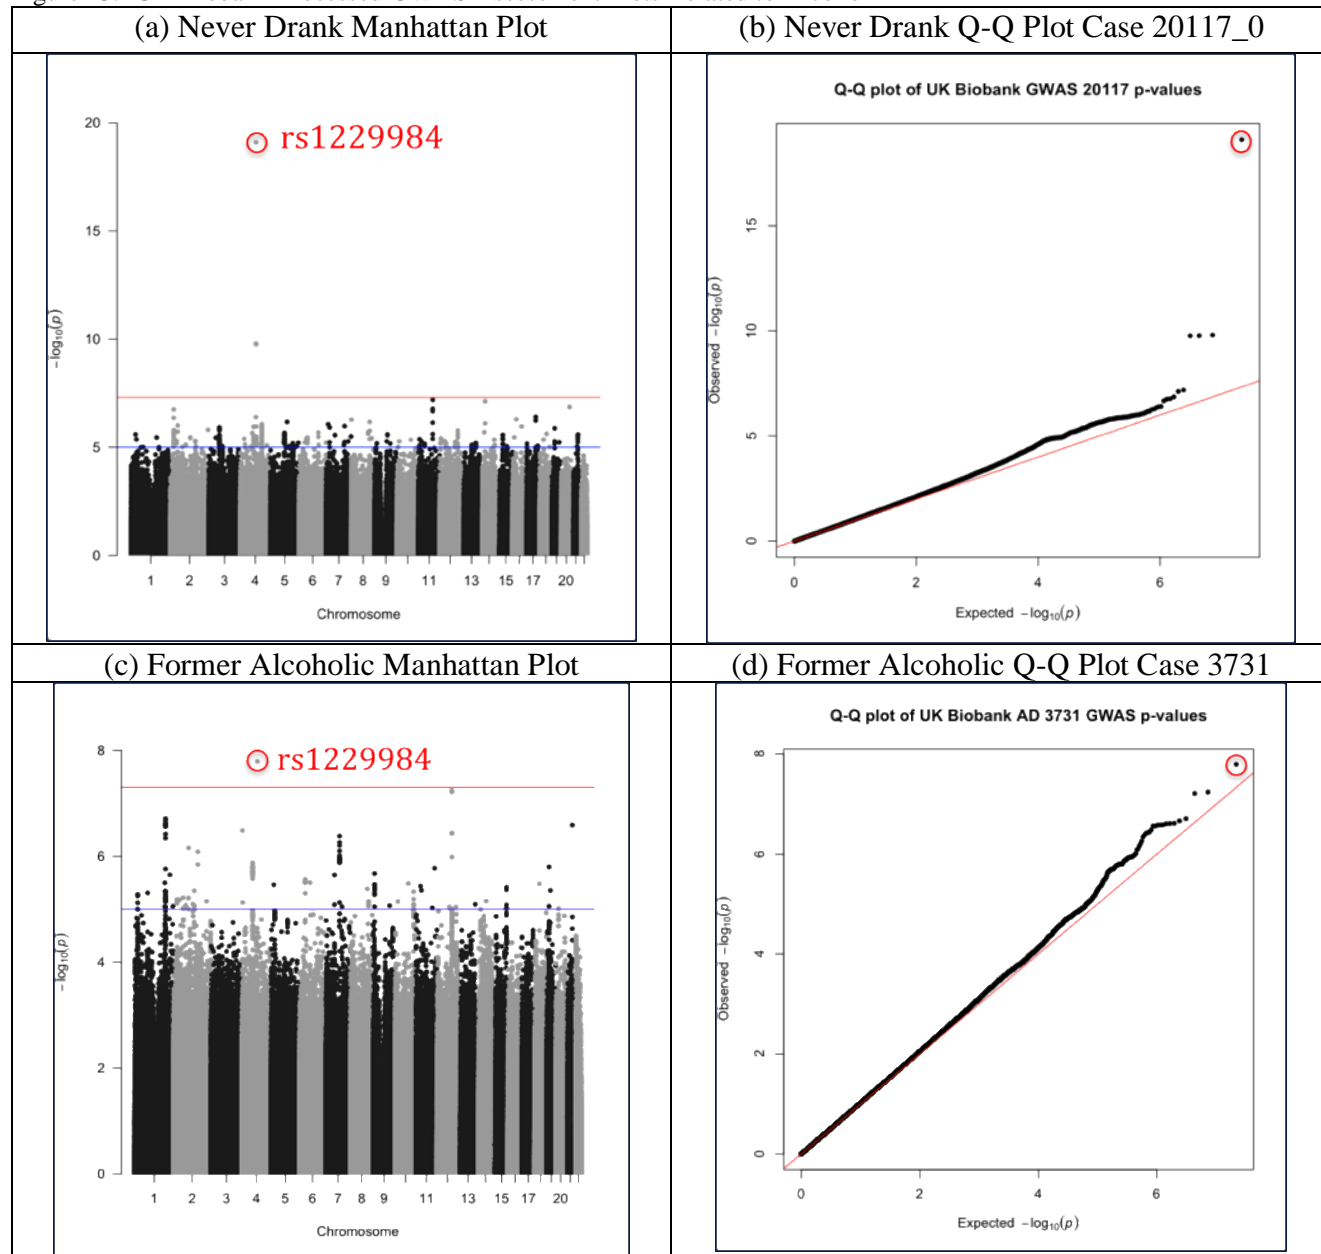 (a) Never Drank Manhattan Plot
(b) Never Drank Q-Q Plot Case 20117_0
20
15
10
5
0
−log10(p)
rs1229984
1 2 3 4 5 6 7 8 9 11 13 15 17 20
Chromosome
Q-Q plot of UK Biobank GWAS 20117 p-values
15
10
5
0
Observed −log10(p)
0 2 4 6
Expected −log10(p)
(c) Former Alcoholic Manhattan Plot
(d) Former Alcoholic Q-Q Plot Case 3731
8
6
4
2
0
−log10(p)
rs1229984
1 2 3 4 5 6 7 8 9 11 13 15 17 20
Chromosome
Q-Q plot of UK Biobank AD 3731 GWAS p-values
8
6
4
2
0
Observed −log10(p)
0 2 4 6
Expected −log10(p)